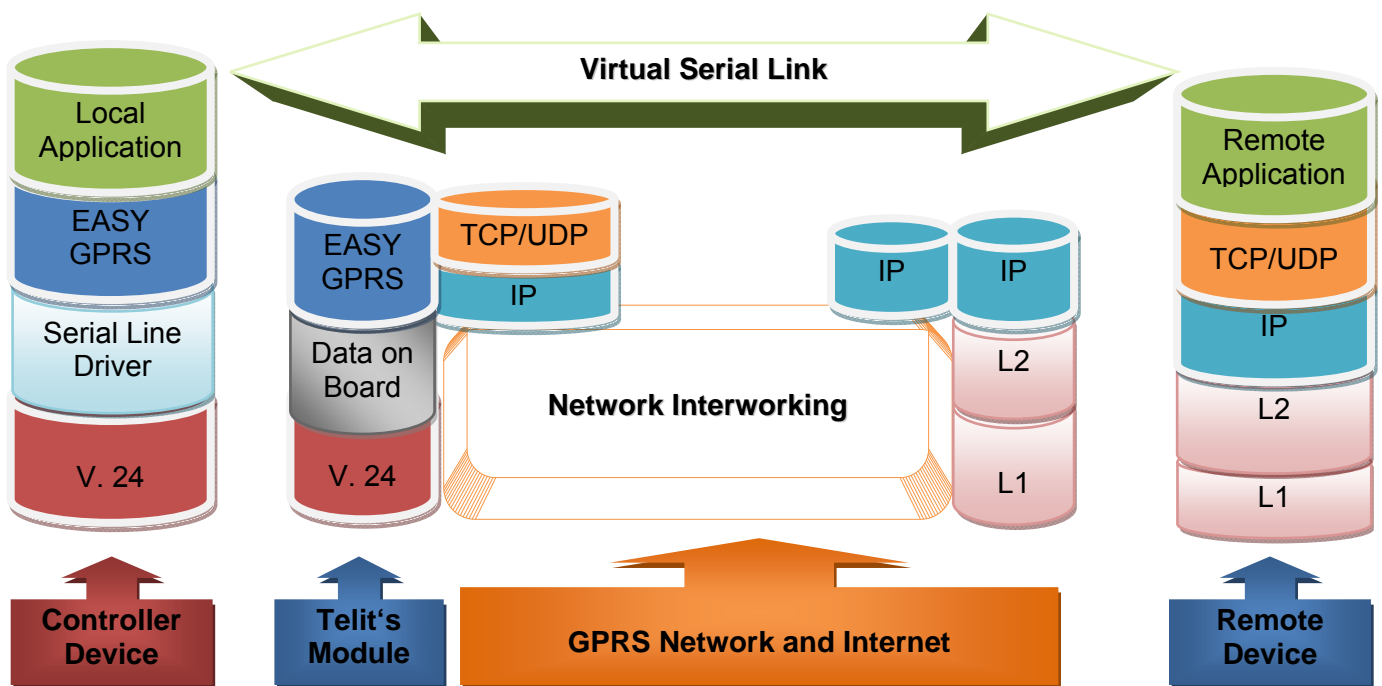 Virtual Serial Link
Local
Application
EASY
GPRS
Serial Line
Driver
V. 24
EASY
GPRS
Data on
Board
V. 24
TCP/UDP
IP
Network Interworking
IP
IP
L2
L1
Remote
Application
TCP/UDP
IP
L2
L1
Controller
Device
Telit‘s
Module
GPRS Network and Internet
Remote
Device